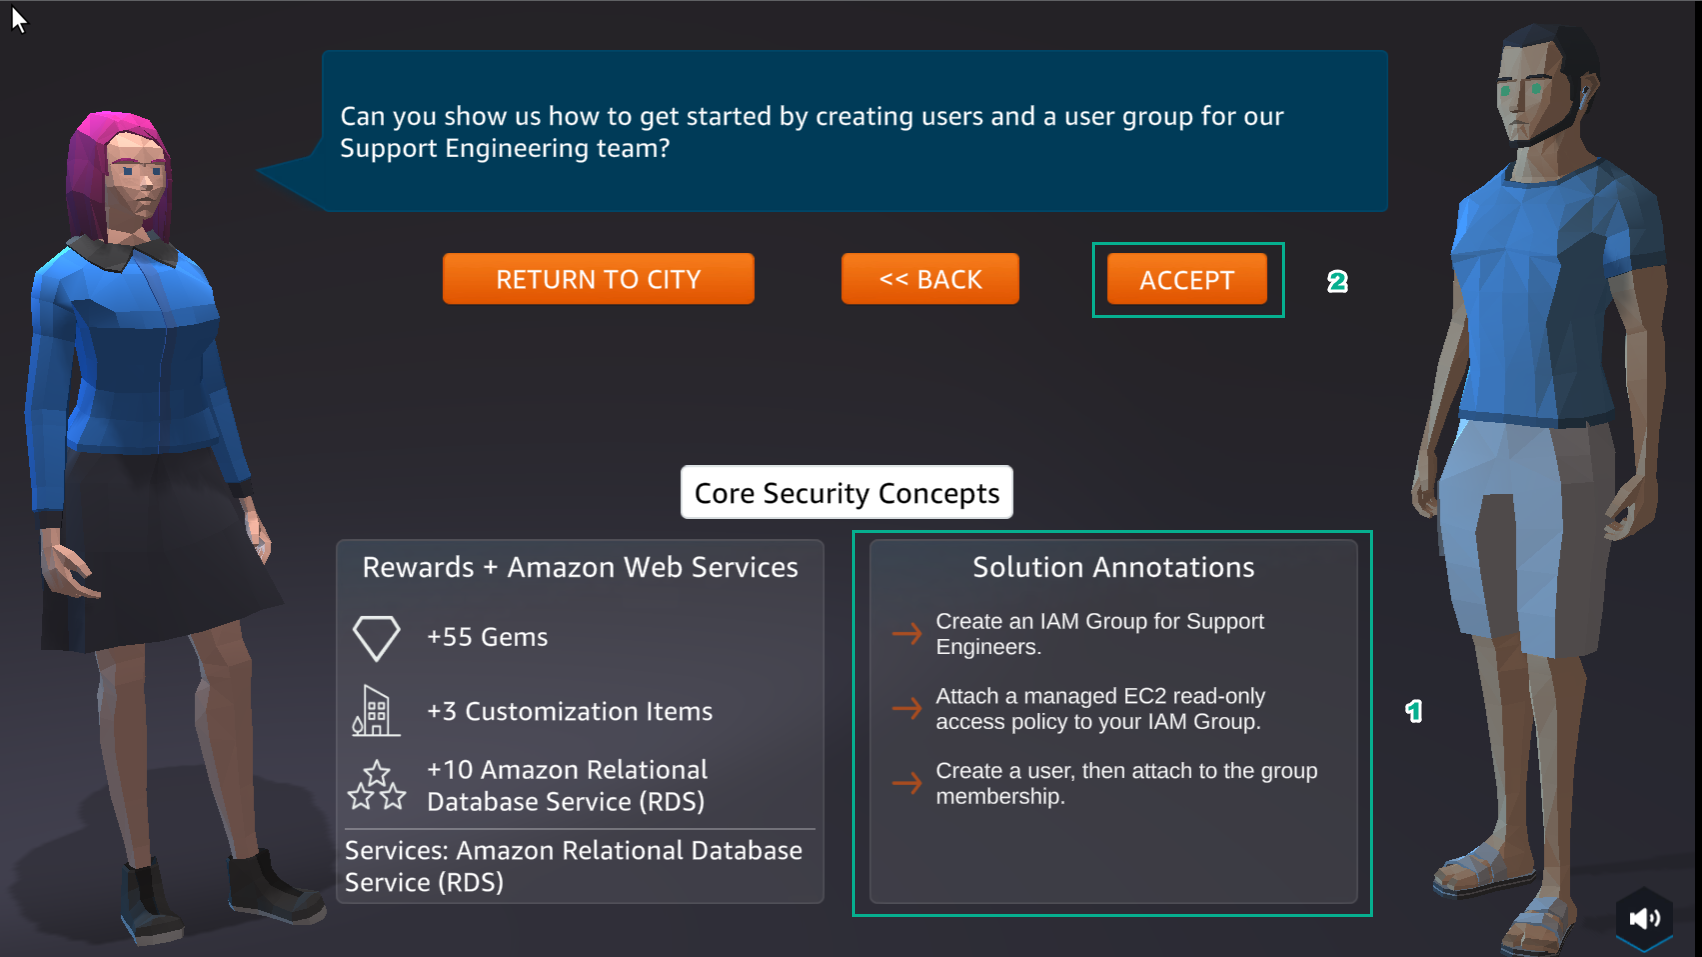 Can you show us how to get started by creating users and a user group for our
Support Engineering team?
RETURN TO CITY
<< BACK
ACCEPT
2
Core Security Concepts
Rewards + Amazon Web Services
+55 Gems
+3 Customization Items
+10 Amazon Relational
Database Service (RDS)
Services: Amazon Relational Database
Service (RDS)
Solution Annotations
Create an IAM Group for Support
Engineers.
Attach a managed EC2 read-only
access policy to your IAM Group.
Create a user, then attach to the group
membership.
1